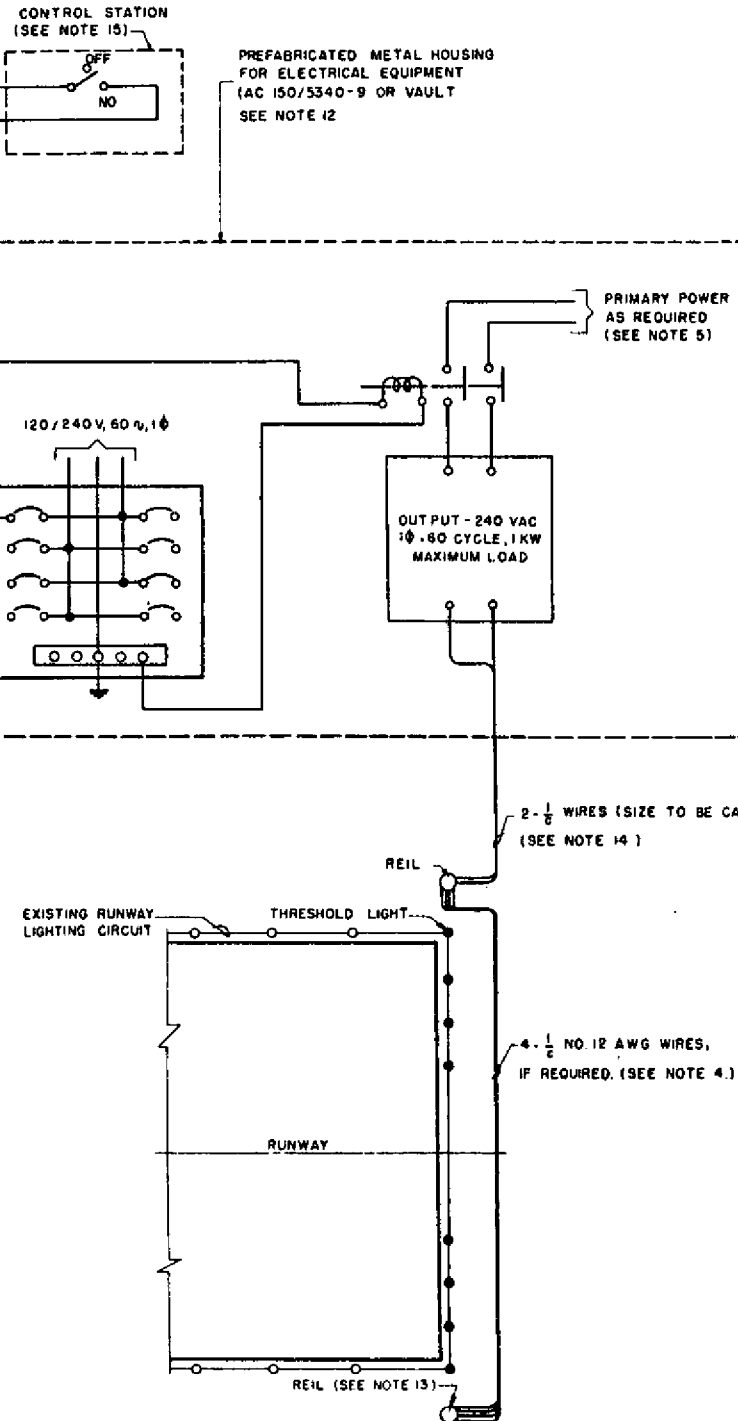 CONTROL STATION
(SEE NOTE 15)
OFF
NO
PREFABRICATED METAL HOUSING
FOR ELECTRICAL EQUIPMENT
(AC 150/5340-9 OR VAULT
SEE NOTE 12
PRIMARY POWER
AS REQUIRED
(SEE NOTE 5)
120/240V, 60 ∿, 1ϕ
OUTPUT - 240 VAC
1ϕ, 60 CYCLE, 1 KW
MAXIMUM LOAD
2-1/c WIRES (SIZE TO BE CA
(SEE NOTE 14)
REIL
EXISTING RUNWAY
LIGHTING CIRCUIT
THRESHOLD LIGHT
4-1/c NO. 12 AWG WIRES,
IF REQUIRED. (SEE NOTE 4.)
RUNWAY
REIL (SEE NOTE 13)